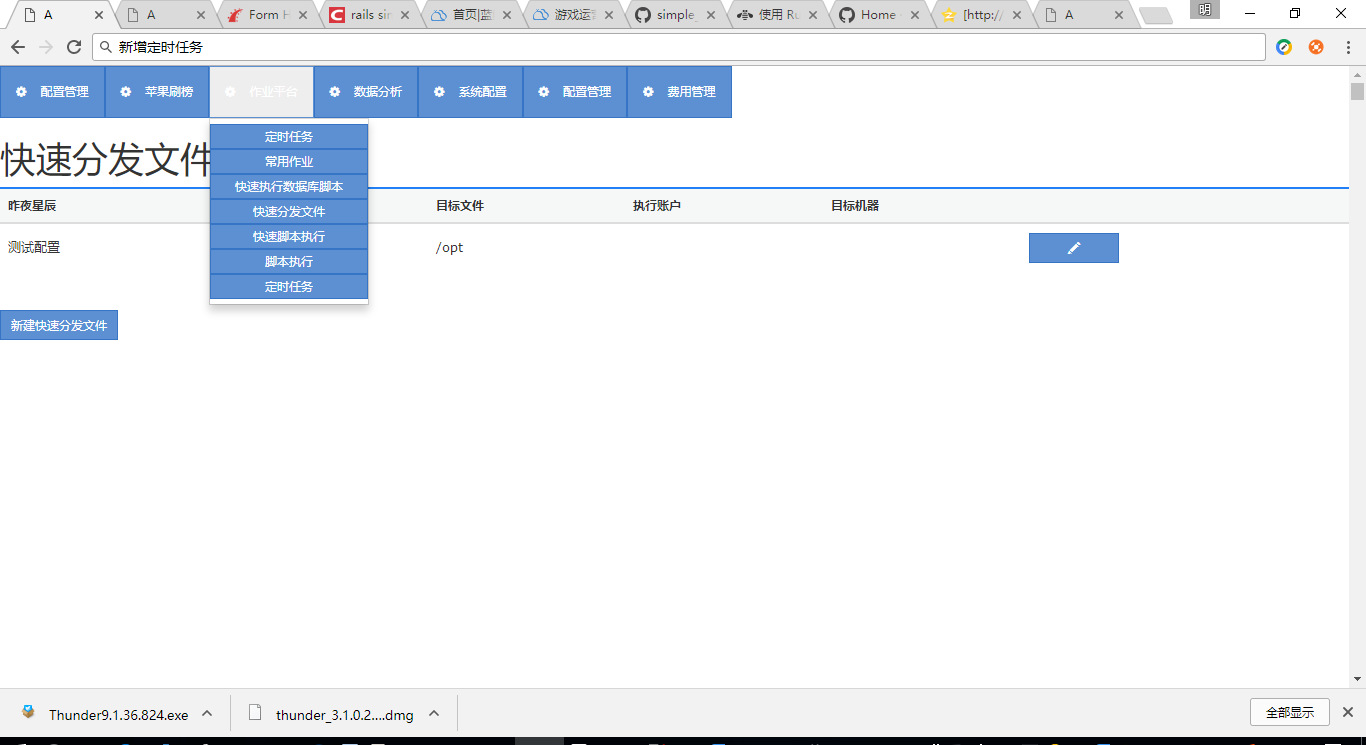 A
A
Form H
rails sir
首页|蓝
游戏运营
simple_
使用 Ru
Home
[http:/
A
明
新增定时任务
配置管理
苹果刷榜
作业平台
数据分析
系统配置
配置管理
费用管理
定时任务
常用作业
快速执行数据库脚本
快速分发文件
快速脚本执行
脚本执行
定时任务
快速分发文件
昨夜星辰
目标文件
执行账户
目标机器
测试配置
/opt
新建快速分发文件
Thunder9.1.36.824.exe
thunder_3.1.0.2....dmg
全部显示